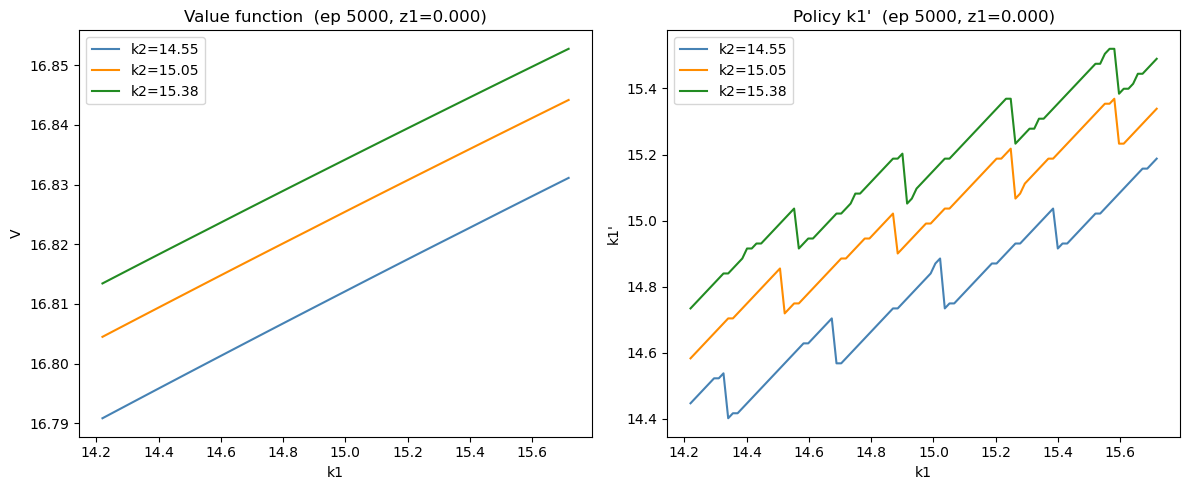 Value function  (ep 5000, z1=0.000)
k2=14.55
k2=15.05
k2=15.38
16.85
16.84
16.83
16.82
16.81
16.80
16.79
V
14.2 14.4 14.6 14.8 15.0 15.2 15.4 15.6
k1
Policy k1'  (ep 5000, z1=0.000)
k2=14.55
k2=15.05
k2=15.38
15.4
15.2
15.0
14.8
14.6
14.4
k1'
14.2 14.4 14.6 14.8 15.0 15.2 15.4 15.6
k1